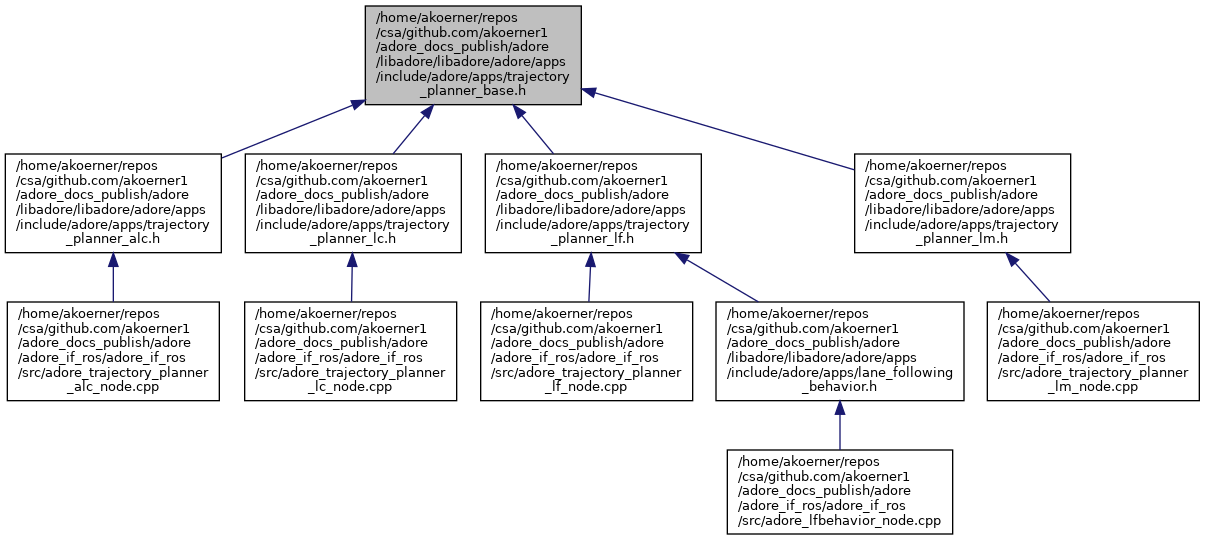 /home/akoerner/repos
/csa/github.com/akoerner1
/adore_docs_publish/adore
/libadore/libadore/adore/apps
/include/adore/apps/trajectory
_planner_base.h
/home/akoerner/repos
/csa/github.com/akoerner1
/adore_docs_publish/adore
/libadore/libadore/adore/apps
/include/adore/apps/trajectory
_planner_alc.h
/home/akoerner/repos
/csa/github.com/akoerner1
/adore_docs_publish/adore
/libadore/libadore/adore/apps
/include/adore/apps/trajectory
_planner_lc.h
/home/akoerner/repos
/csa/github.com/akoerner1
/adore_docs_publish/adore
/libadore/libadore/adore/apps
/include/adore/apps/trajectory
_planner_lf.h
/home/akoerner/repos
/csa/github.com/akoerner1
/adore_docs_publish/adore
/libadore/libadore/adore/apps
/include/adore/apps/trajectory
_planner_lm.h
/home/akoerner/repos
/csa/github.com/akoerner1
/adore_docs_publish/adore
/adore_if_ros/adore_if_ros
/src/adore_trajectory_planner
_alc_node.cpp
/home/akoerner/repos
/csa/github.com/akoerner1
/adore_docs_publish/adore
/adore_if_ros/adore_if_ros
/src/adore_trajectory_planner
_lc_node.cpp
/home/akoerner/repos
/csa/github.com/akoerner1
/adore_docs_publish/adore
/adore_if_ros/adore_if_ros
/src/adore_trajectory_planner
_lf_node.cpp
/home/akoerner/repos
/csa/github.com/akoerner1
/adore_docs_publish/adore
/libadore/libadore/adore/apps
/include/adore/apps/lane_following
_behavior.h
/home/akoerner/repos
/csa/github.com/akoerner1
/adore_docs_publish/adore
/adore_if_ros/adore_if_ros
/src/adore_trajectory_planner
_lm_node.cpp
/home/akoerner/repos
/csa/github.com/akoerner1
/adore_docs_publish/adore
/adore_if_ros/adore_if_ros
/src/adore_lfbehavior_node.cpp